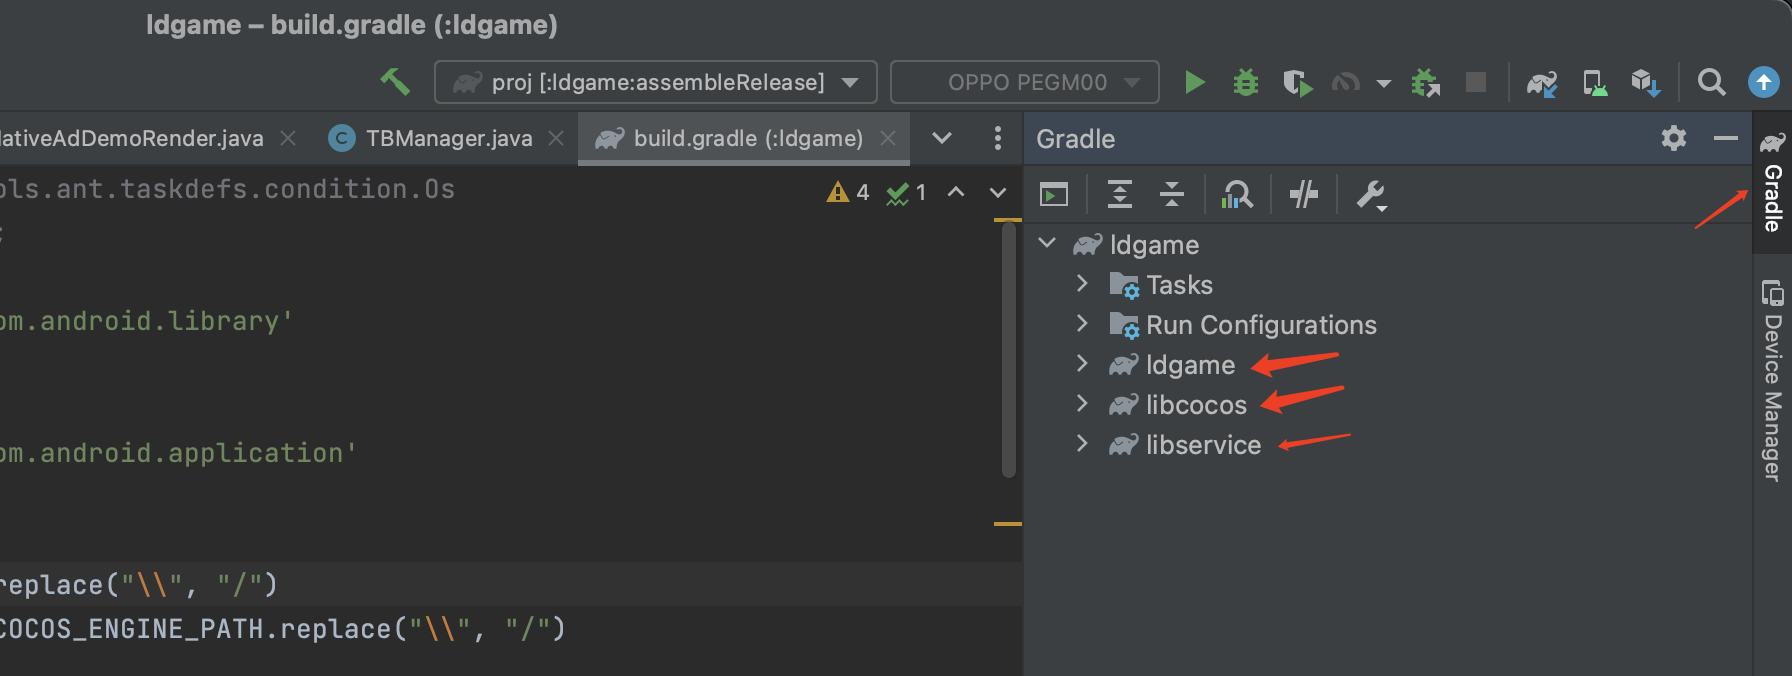 ldgame – build.gradle (:ldgame)
proj [:ldgame:assembleRelease]
OPPO PEGM00
lativeAdDemoRender.java
C TBManager.java
build.gradle (:ldgame)
Gradle
ols.ant.taskdefs.condition.Os
4
1
om.android.library'
om.android.application'
replace("\\", "/")
COCOS_ENGINE_PATH.replace("\\", "/")
ldgame
Tasks
Run Configurations
ldgame
libcocos
libservice
Gradle
Device Manager